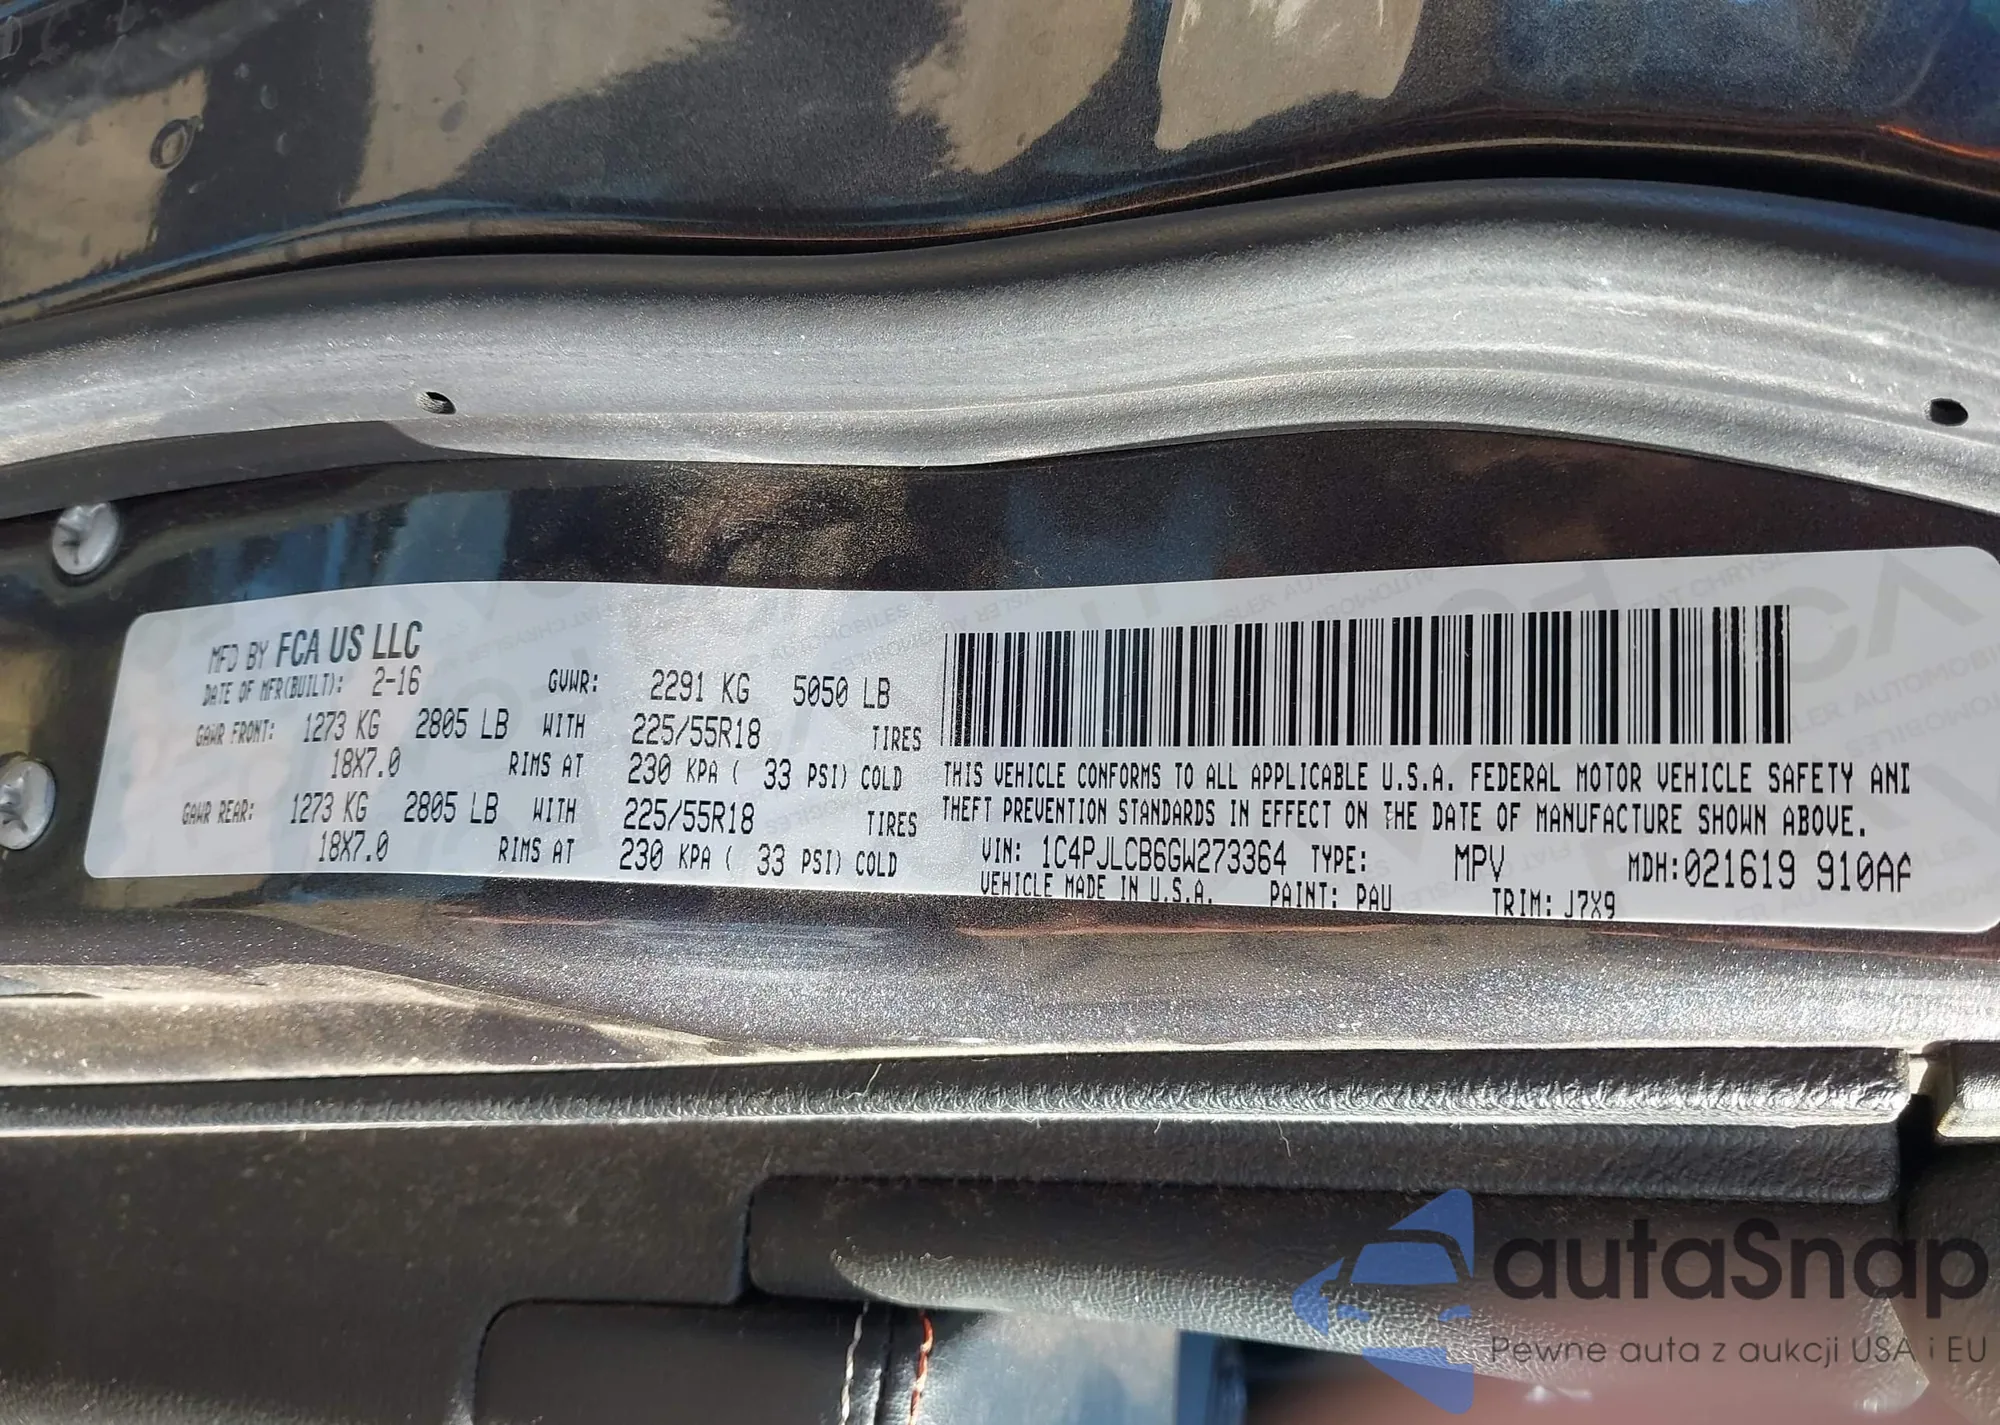 MFD BY FCA US LLC
DATE OF MFR(BUILT): 2-16 GVWR: 2291 KG 5050 LB
GAWR FRONT: 1273 KG 2805 LB WITH 225/55R18 TIRES
18X7.0 RIMS AT 230 KPA ( 33 PSI) COLD
GAWR REAR: 1273 KG 2805 LB WITH 225/55R18 TIRES
18X7.0 RIMS AT 230 KPA ( 33 PSI) COLD
THIS VEHICLE CONFORMS TO ALL APPLICABLE U.S.A. FEDERAL MOTOR VEHICLE SAFETY AND
THEFT PREVENTION STANDARDS IN EFFECT ON THE DATE OF MANUFACTURE SHOWN ABOVE.
VIN: 1C4PJLCB6GW273364 TYPE: MPV MDH:021619 910AA
VEHICLE MADE IN U.S.A. PAINT: PAU TRIM: J7X9
autaSnap
Pewne auta z aukcji USA i EU